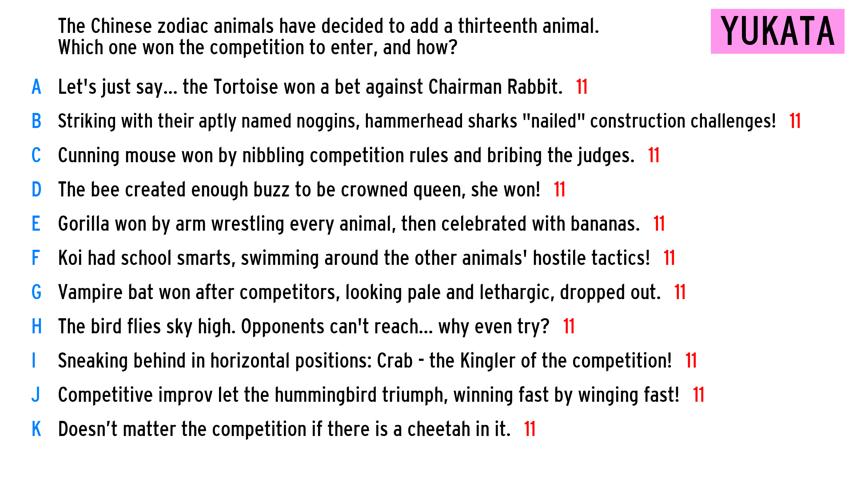 The Chinese zodiac animals have decided to add a thirteenth animal.
Which one won the competition to enter, and how?
YUKATA
A Let's just say... the Tortoise won a bet against Chairman Rabbit. 11
B Striking with their aptly named noggins, hammerhead sharks "nailed" construction challenges! 11
C Cunning mouse won by nibbling competition rules and bribing the judges. 11
D The bee created enough buzz to be crowned queen, she won! 11
E Gorilla won by arm wrestling every animal, then celebrated with bananas. 11
F Koi had school smarts, swimming around the other animals' hostile tactics! 11
G Vampire bat won after competitors, looking pale and lethargic, dropped out. 11
H The bird flies sky high. Opponents can't reach... why even try? 11
I Sneaking behind in horizontal positions: Crab - the Kingler of the competition! 11
J Competitive improv let the hummingbird triumph, winning fast by winging fast! 11
K Doesn’t matter the competition if there is a cheetah in it. 11